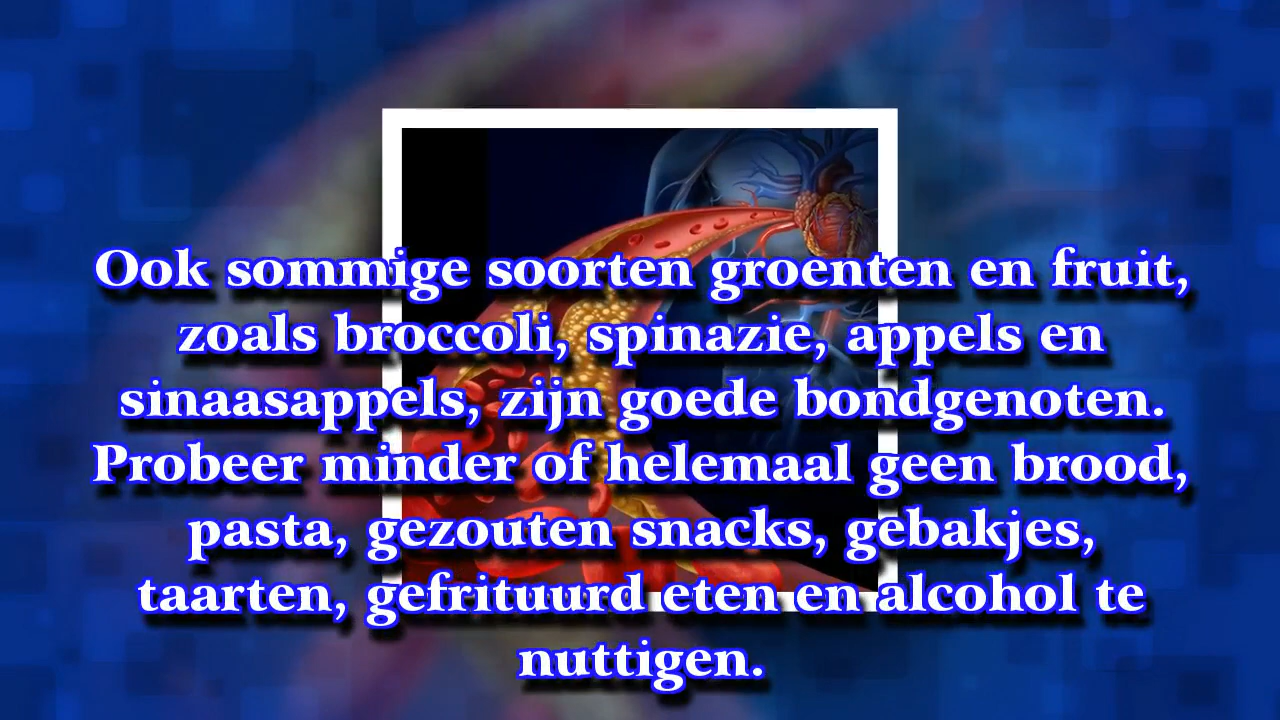 Ook sommige soorten groenten en fruit,
zoals broccoli, spinazie, appels en
sinaasappels, zijn goede bondgenoten.
Probeer minder of helemaal geen brood,
pasta, gezouten snacks, gebakjes,
taarten, gefrituurd eten en alcohol te
nuttigen.